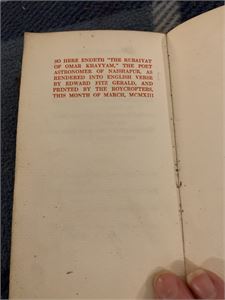 SO HERE ENDETH "THE RUBAIYAT
OF OMAR KHAYYAM," THE POET
ASTRONOMER OF NAISHAPUR, AS
RENDERED INTO ENGLISH VERSE
BY EDWARD FITZ GERALD, AND
PRINTED BY THE ROYCROFTERS,
THIS MONTH OF MARCH, MCMXIII